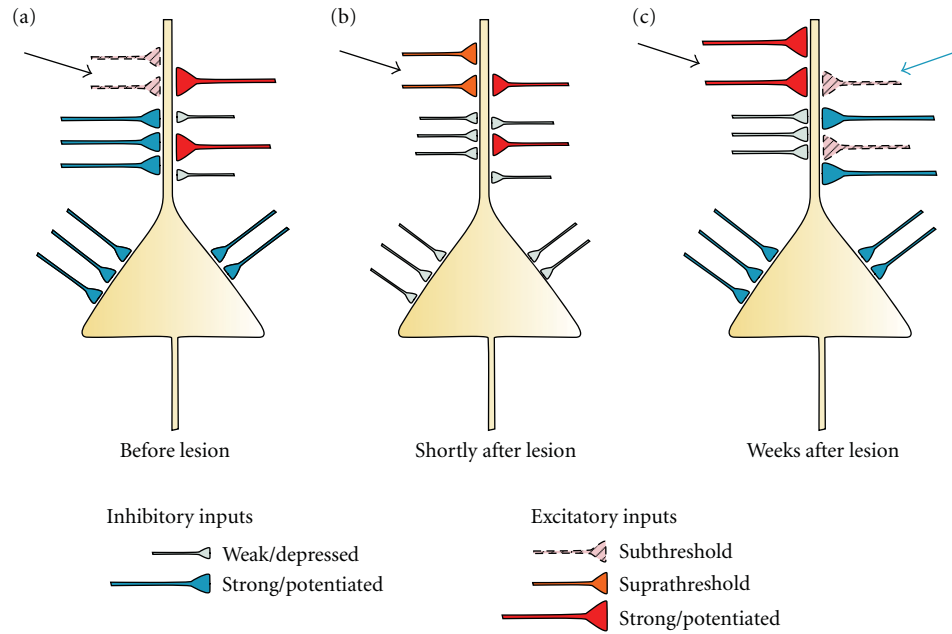 (a)
(b)
(c)
Before lesion
Shortly after lesion
Weeks after lesion
Inhibitory inputs
Weak/depressed
Strong/potentiated
Excitatory inputs
Subthreshold
Suprathreshold
Strong/potentiated